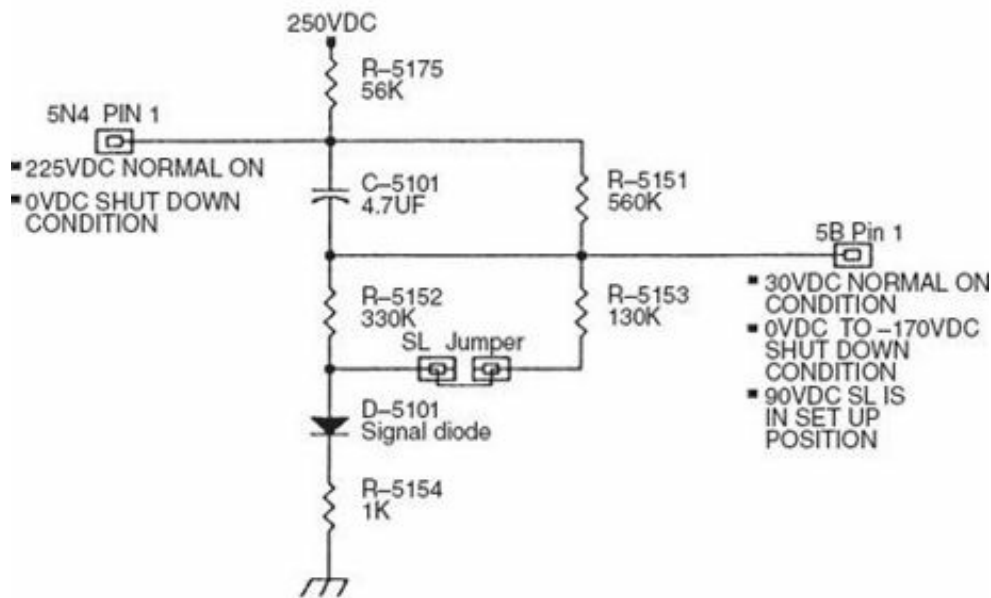 250VDC
R–5175
56K
5N4 PIN 1
▪ 225VDC NORMAL ON
▪ 0VDC SHUT DOWN
CONDITION
C–5101
4.7UF
R–5151
560K
5B Pin 1
▪ 30VDC NORMAL ON
CONDITION
▪ 0VDC TO –170VDC
SHUT DOWN
CONDITION
▪ 90VDC SL IS
IN SET UP
POSITION
R–5152
330K
R–5153
130K
SL Jumper
D–5101
Signal diode
R–5154
1K